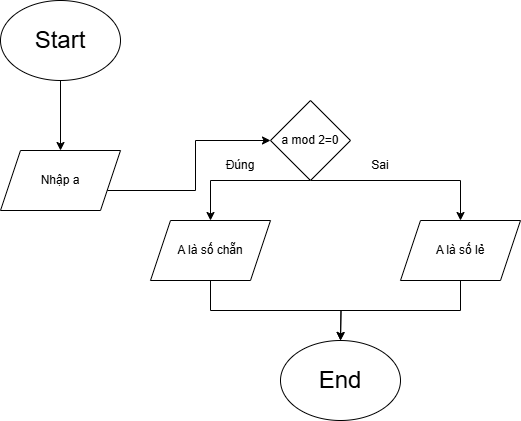 Start
Nhập a
a mod 2=0
Đúng
Sai
A là số chẵn
A là số lẻ
End